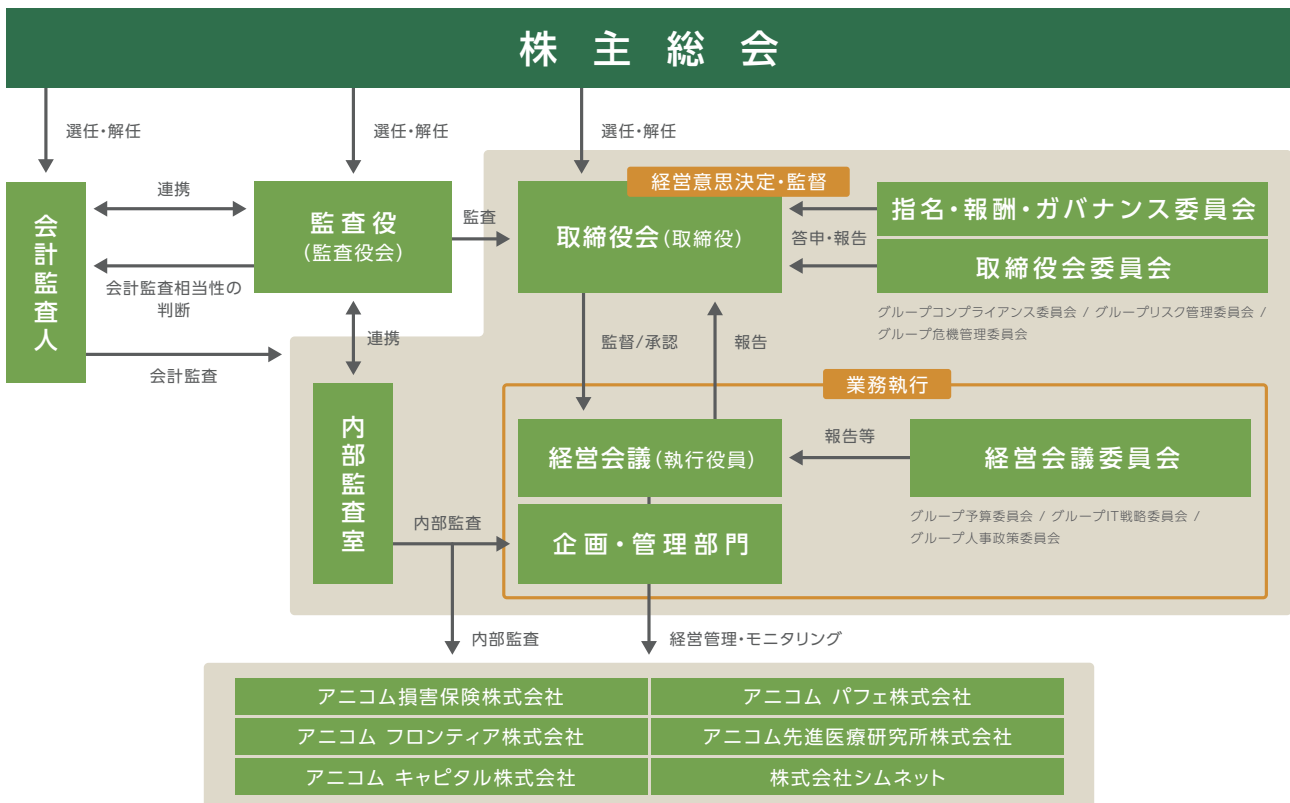 株主総会
選任・解任
選任・解任
選任・解任
会計監査人
連携
会計監査相当性の
判断
会計監査
監査役
(監査役会)
監査
連携
経営意思決定・監督
取締役会(取締役)
指名・報酬・ガバナンス委員会
答申・報告
取締役会委員会
グループコンプライアンス委員会 / グループリスク管理委員会 /
グループ危機管理委員会
監督/承認
報告
業務執行
内部監査室
内部監査
経営会議(執行役員)
報告等
経営会議委員会
グループ予算委員会 / グループIT戦略委員会 /
グループ人事政策委員会
企画・管理部門
内部監査
経営管理・モニタリング
アニコム損害保険株式会社
アニコム パフェ株式会社
アニコム フロンティア株式会社
アニコム先進医療研究所株式会社
アニコム キャピタル株式会社
株式会社シムネット